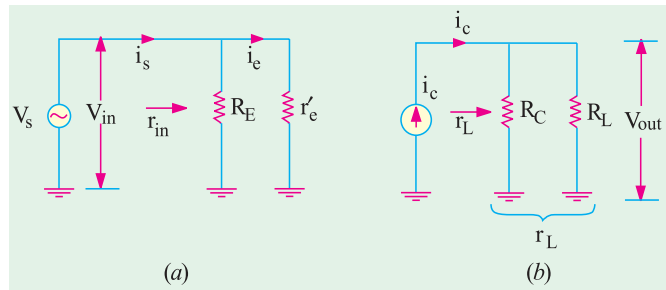 i_s
i_e
V_s
V_in
r_in
R_E
r'_e
(a)
i_c
i_c
r_L
R_C
R_L
V_out
r_L
(b)